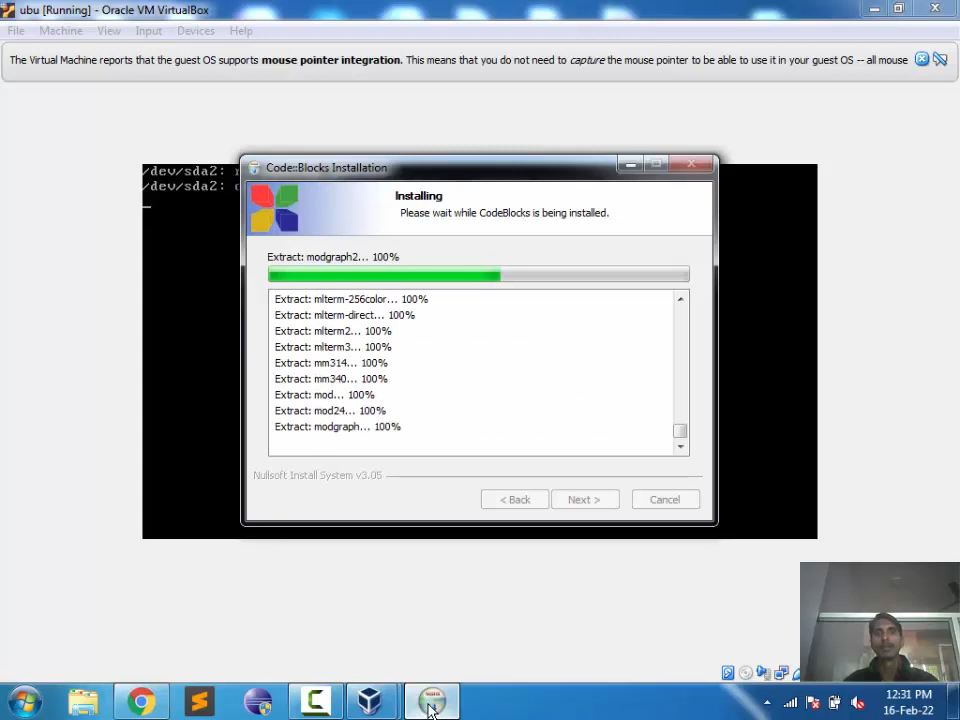 ubu [Running] - Oracle VM VirtualBox
File Machine View Input Devices Help
The Virtual Machine reports that the guest OS supports mouse pointer integration. This means that you do not need to capture the mouse pointer to be able to use it in your guest OS -- all mouse
/dev/sda2:
/dev/sda2:
Code::Blocks Installation
Installing
Please wait while CodeBlocks is being installed.
Extract: modgraph2... 100%
Extract: mlterm-256color... 100%
Extract: mlterm-direct... 100%
Extract: mlterm2... 100%
Extract: mlterm3... 100%
Extract: mm314... 100%
Extract: mm340... 100%
Extract: mod... 100%
Extract: mod24... 100%
Extract: modgraph... 100%
Nullsoft Install System v3.05
< Back Next > Cancel
12:31 PM
16-Feb-22